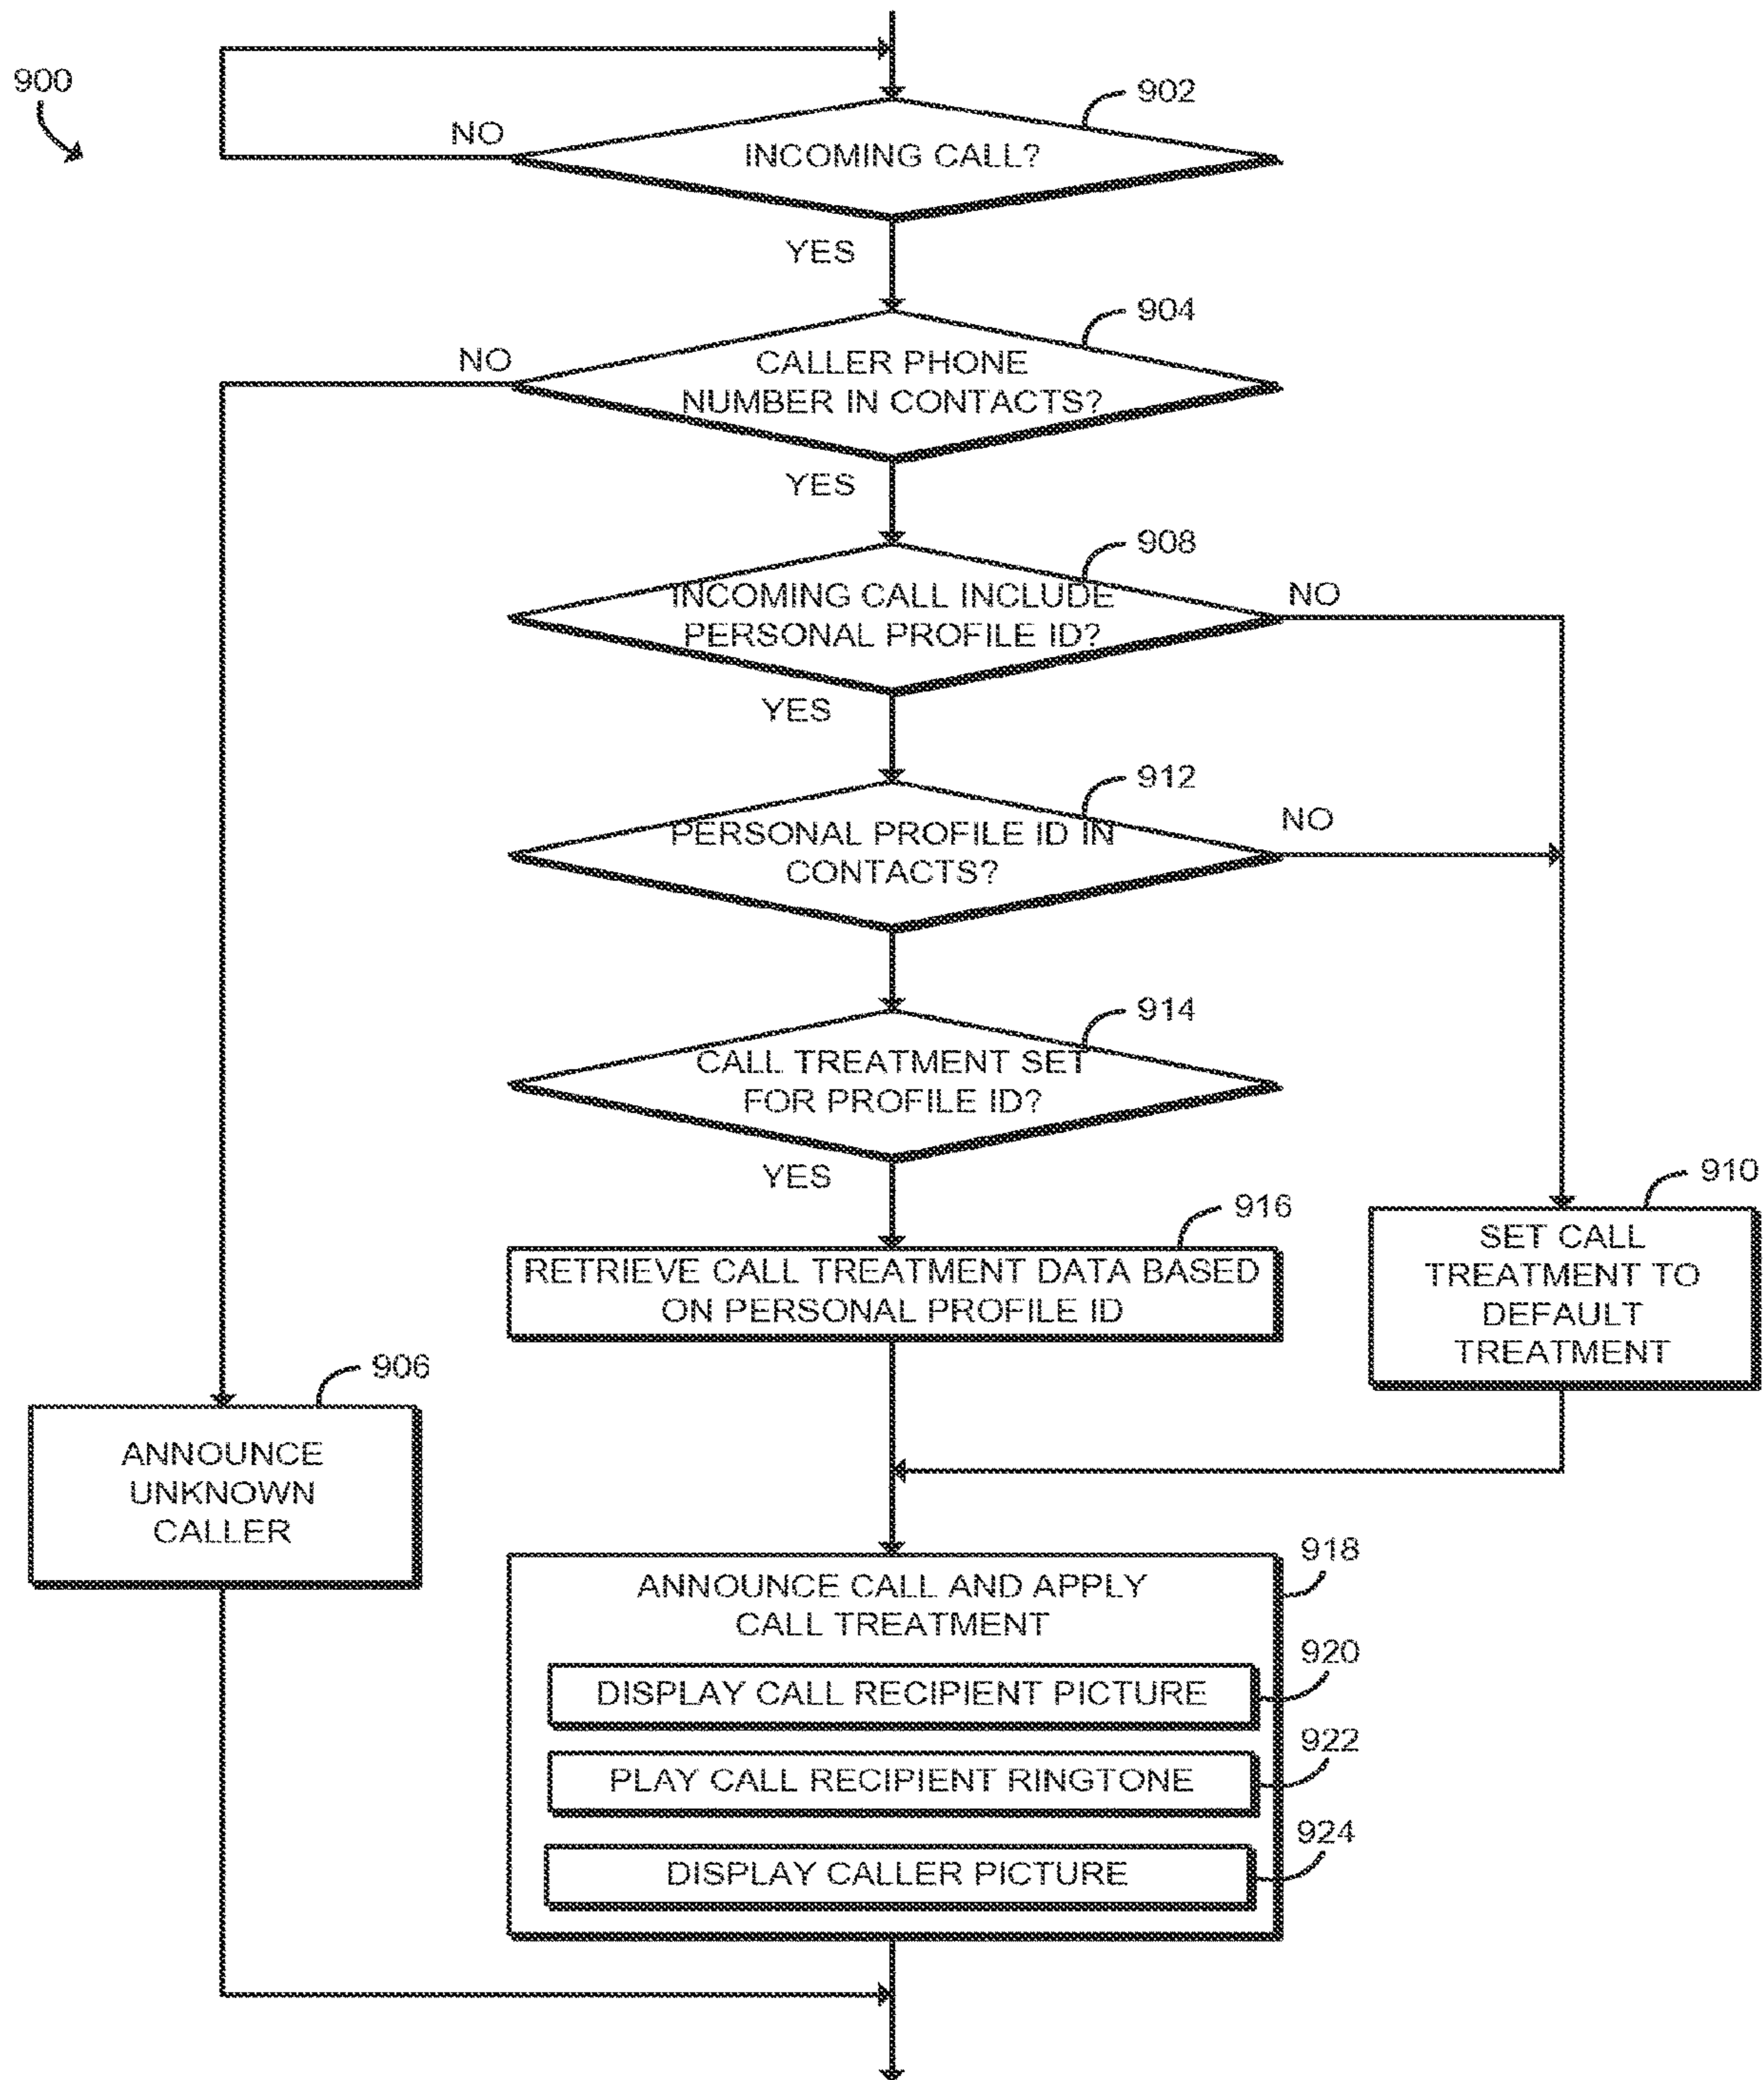 900
902
NO
INCOMING CALL?
YES
904
NO
CALLER PHONE
NUMBER IN CONTACTS?
YES
908
INCOMING CALL INCLUDE
PERSONAL PROFILE ID?
NO
YES
912
PERSONAL PROFILE ID IN
CONTACTS?
NO
914
CALL TREATMENT SET
FOR PROFILE ID?
YES
916
RETRIEVE CALL TREATMENT DATA BASED
ON PERSONAL PROFILE ID
910
SET CALL
TREATMENT TO
DEFAULT
TREATMENT
906
ANNOUNCE
UNKNOWN
CALLER
918
ANNOUNCE CALL AND APPLY
CALL TREATMENT
920
DISPLAY CALL RECIPIENT PICTURE
922
PLAY CALL RECIPIENT RINGTONE
924
DISPLAY CALLER PICTURE